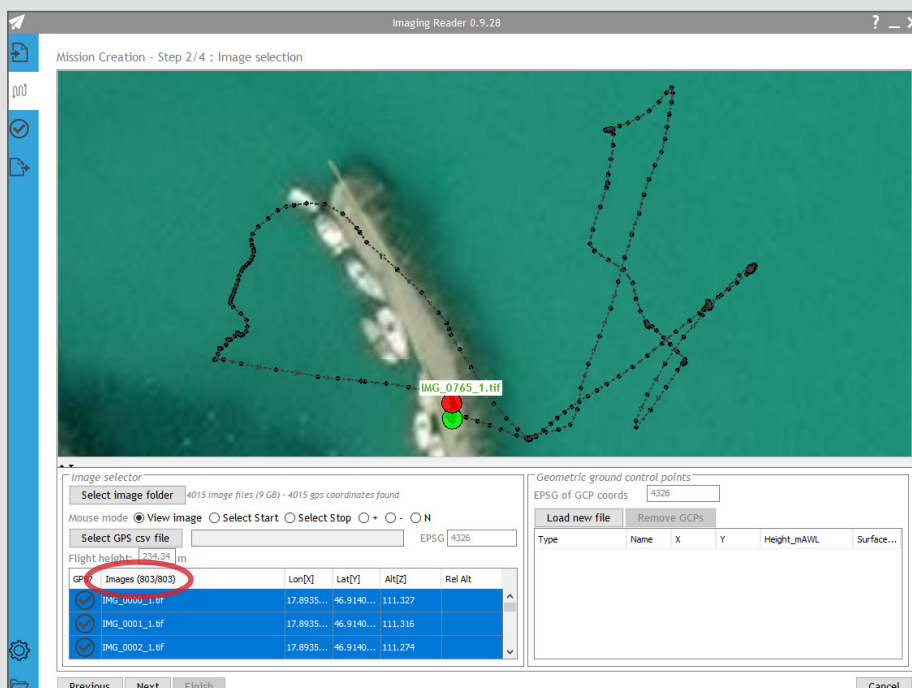 Imaging Reader 0.9.28
Mission Creation - Step 2/4 : Image selection
IMG_0765_1.tif
Image selector
Select image folder 4015 image files (9 GB) - 4015 gps coordinates found
Mouse mode View image Select Start Select Stop + - N
Select GPS csv file EPSG 4326
Flight height: 234.34 m
GPS? Images (803/803) Lon[X] Lat[Y] Alt[Z] Rel Alt
IMG_0000_1.tif 17.8935... 46.9140... 111.327
IMG_0001_1.tif 17.8935... 46.9140... 111.316
IMG_0002_1.tif 17.8935... 46.9140... 111.274
Geometric ground control points
EPSG of GCP coords 4326
Load new file Remove GCPs
Type Name X Y Height_mAWL Surface...
Previous Next Finish Cancel